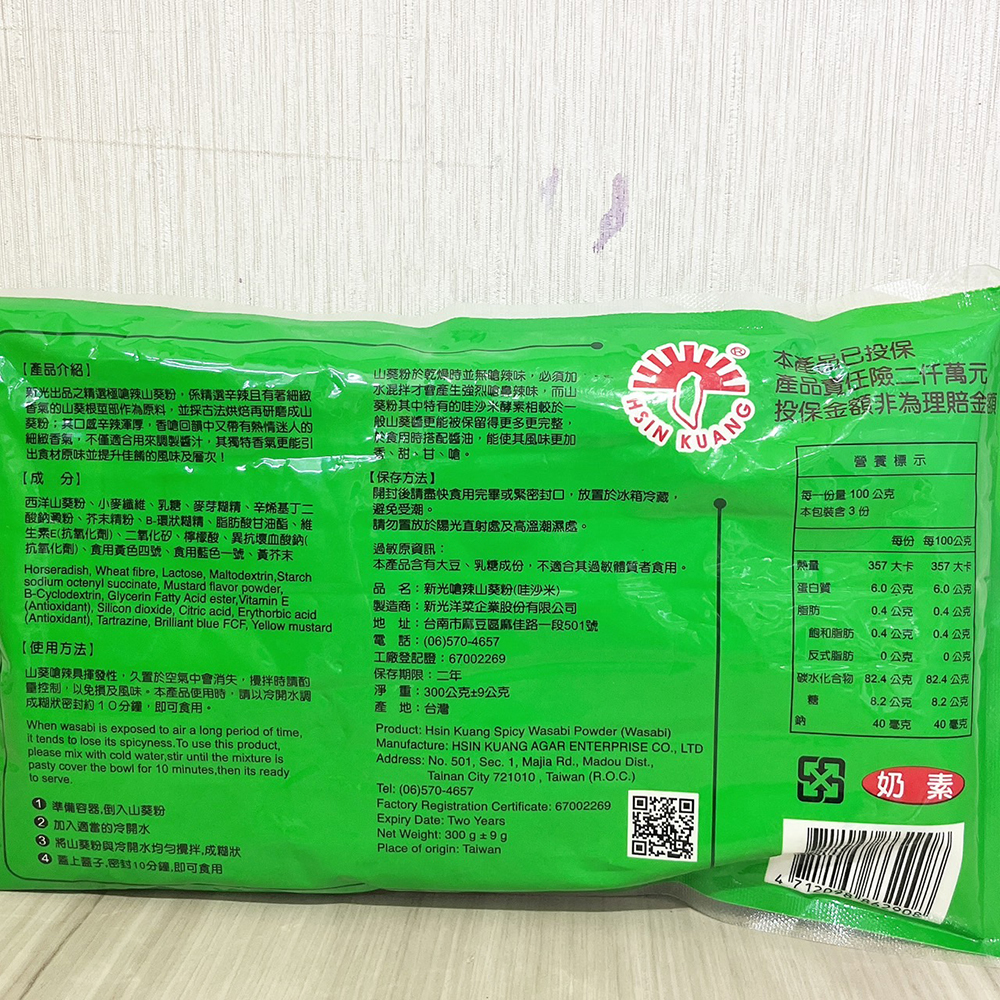 【產品介紹】
新光出品之精選極嗆辣山葵粉，係精選辛辣且有著細緻
香氣的山葵根莖部作為原料，並採古法烘焙再研磨成山
葵粉；其口感辛辣渾厚，香嗆回韻中又帶有熱情迷人的
細緻香氣，不僅適合用來調製醬汁，其獨特香氣更能引
出食材原味並提升佳餚的風味及層次！
【成 分】
西洋山葵粉、小麥纖維、乳糖、麥芽糊精、辛烯基丁二
酸鈉澱粉、芥末精粉、B-環狀糊精、脂肪酸甘油酯、維
生素E(抗氧化劑)、二氧化矽、檸檬酸、異抗壞血酸鈉(
抗氧化劑)、食用黃色四號、食用藍色一號、黃芥末
Horseradish, Wheat fibre, Lactose, Maltodextrin,Starch
sodium octenyl succinate, Mustard flavor powder,
B-Cyclodextrin, Glycerin Fatty Acid ester,Vitamin E
(Antioxidant), Silicon dioxide, Citric acid, Erythorbic acid
(Antioxidant), Tartrazine, Brilliant blue FCF, Yellow mustard
【使用方法】
山葵嗆辣具揮發性，久置於空氣中會消失，攪拌時請酌
量控制，以免損及風味。本產品使用時，請以冷開水調
成糊狀密封約１０分鐘，即可食用。
When wasabi is exposed to air a long period of time,
it tends to lose its spicyness.To use this product,
please mix with cold water,stir until the mixture is
pasty cover the bowl for 10 minutes,then its ready
to serve.
1 準備容器,倒入山葵粉
2 加入適當的冷開水
3 將山葵粉與冷開水均勻攪拌,成糊狀
4 蓋上蓋子,密封10分鐘,即可食用
山葵粉於乾燥時並無嗆辣味，必須加
水混拌才會產生強烈嗆鼻辣味，而山
葵粉其中特有的哇沙米酵素相較於一
般山葵醬更能被保留得更多更完整，
於食用時搭配醬油，能使其風味更加
香、甜、甘、嗆。
【保存方法】
開封後請盡快食用完畢或緊密封口，放置於冰箱冷藏，
避免受潮。
請勿置放於陽光直射處及高溫潮濕處。
過敏原資訊：
本產品含有大豆、乳糖成份，不適合其過敏體質者食用。
品 名：新光嗆辣山葵粉(哇沙米)
製造商：新光洋菜企業股份有限公司
地 址：台南市麻豆區麻佳路一段501號
電 話：(06)570-4657
工廠登記證：67002269
保存期限：二年
淨 重：300公克±9公克
產 地：台灣
Product: Hsin Kuang Spicy Wasabi Powder (Wasabi)
Manufacture: HSIN KUANG AGAR ENTERPRISE CO., LTD
Address: No. 501, Sec. 1, Majia Rd., Madou Dist.,
Tainan City 721010 , Taiwan (R.O.C.)
Tel: (06)570-4657
Factory Registration Certificate: 67002269
Expiry Date: Two Years
Net Weight: 300 g ± 9 g
Place of origin: Taiwan
®
HSIN KUANG
本產品已投保
產品責任險二仟萬元
投保金額非為理賠金額
營養標示
每一份量 100 公克
本包裝含 3 份
每份 每100公克
熱量 357 大卡 357 大卡
蛋白質 6.0 公克 6.0 公克
脂肪 0.4 公克 0.4 公克
飽和脂肪 0.4 公克 0.4 公克
反式脂肪 0 公克 0 公克
碳水化合物 82.4 公克 82.4 公克
糖 8.2 公克 8.2 公克
鈉 40 毫克 40 毫克
奶 素